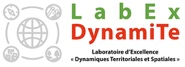 LabEx
DynamiTe
Laboratoire d'Excellence
« Dynamiques Territoriales et Spatiales »